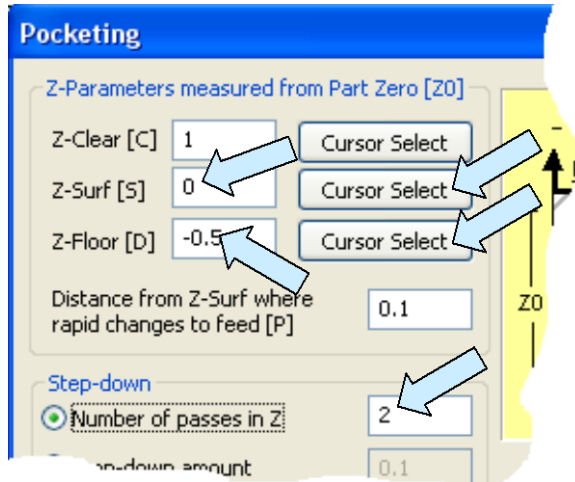 Pocketing
Z-Parameters measured from Part Zero [Z0]
Z-Clear [C] 1 Cursor Select
Z-Surf [S] 0 Cursor Select
Z-Floor [D] -0.5 Cursor Select
Distance from Z-Surf where
rapid changes to feed [P] 0.1
Z0
Step-down
Number of passes in Z 2
amount 0.1